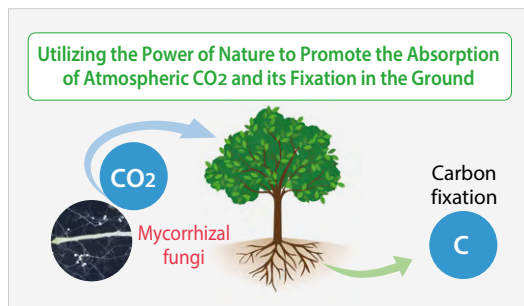 Utilizing the Power of Nature to Promote the Absorption
of Atmospheric CO2 and its Fixation in the Ground
CO2
Mycorrhizal
fungi
Carbon
fixation
C